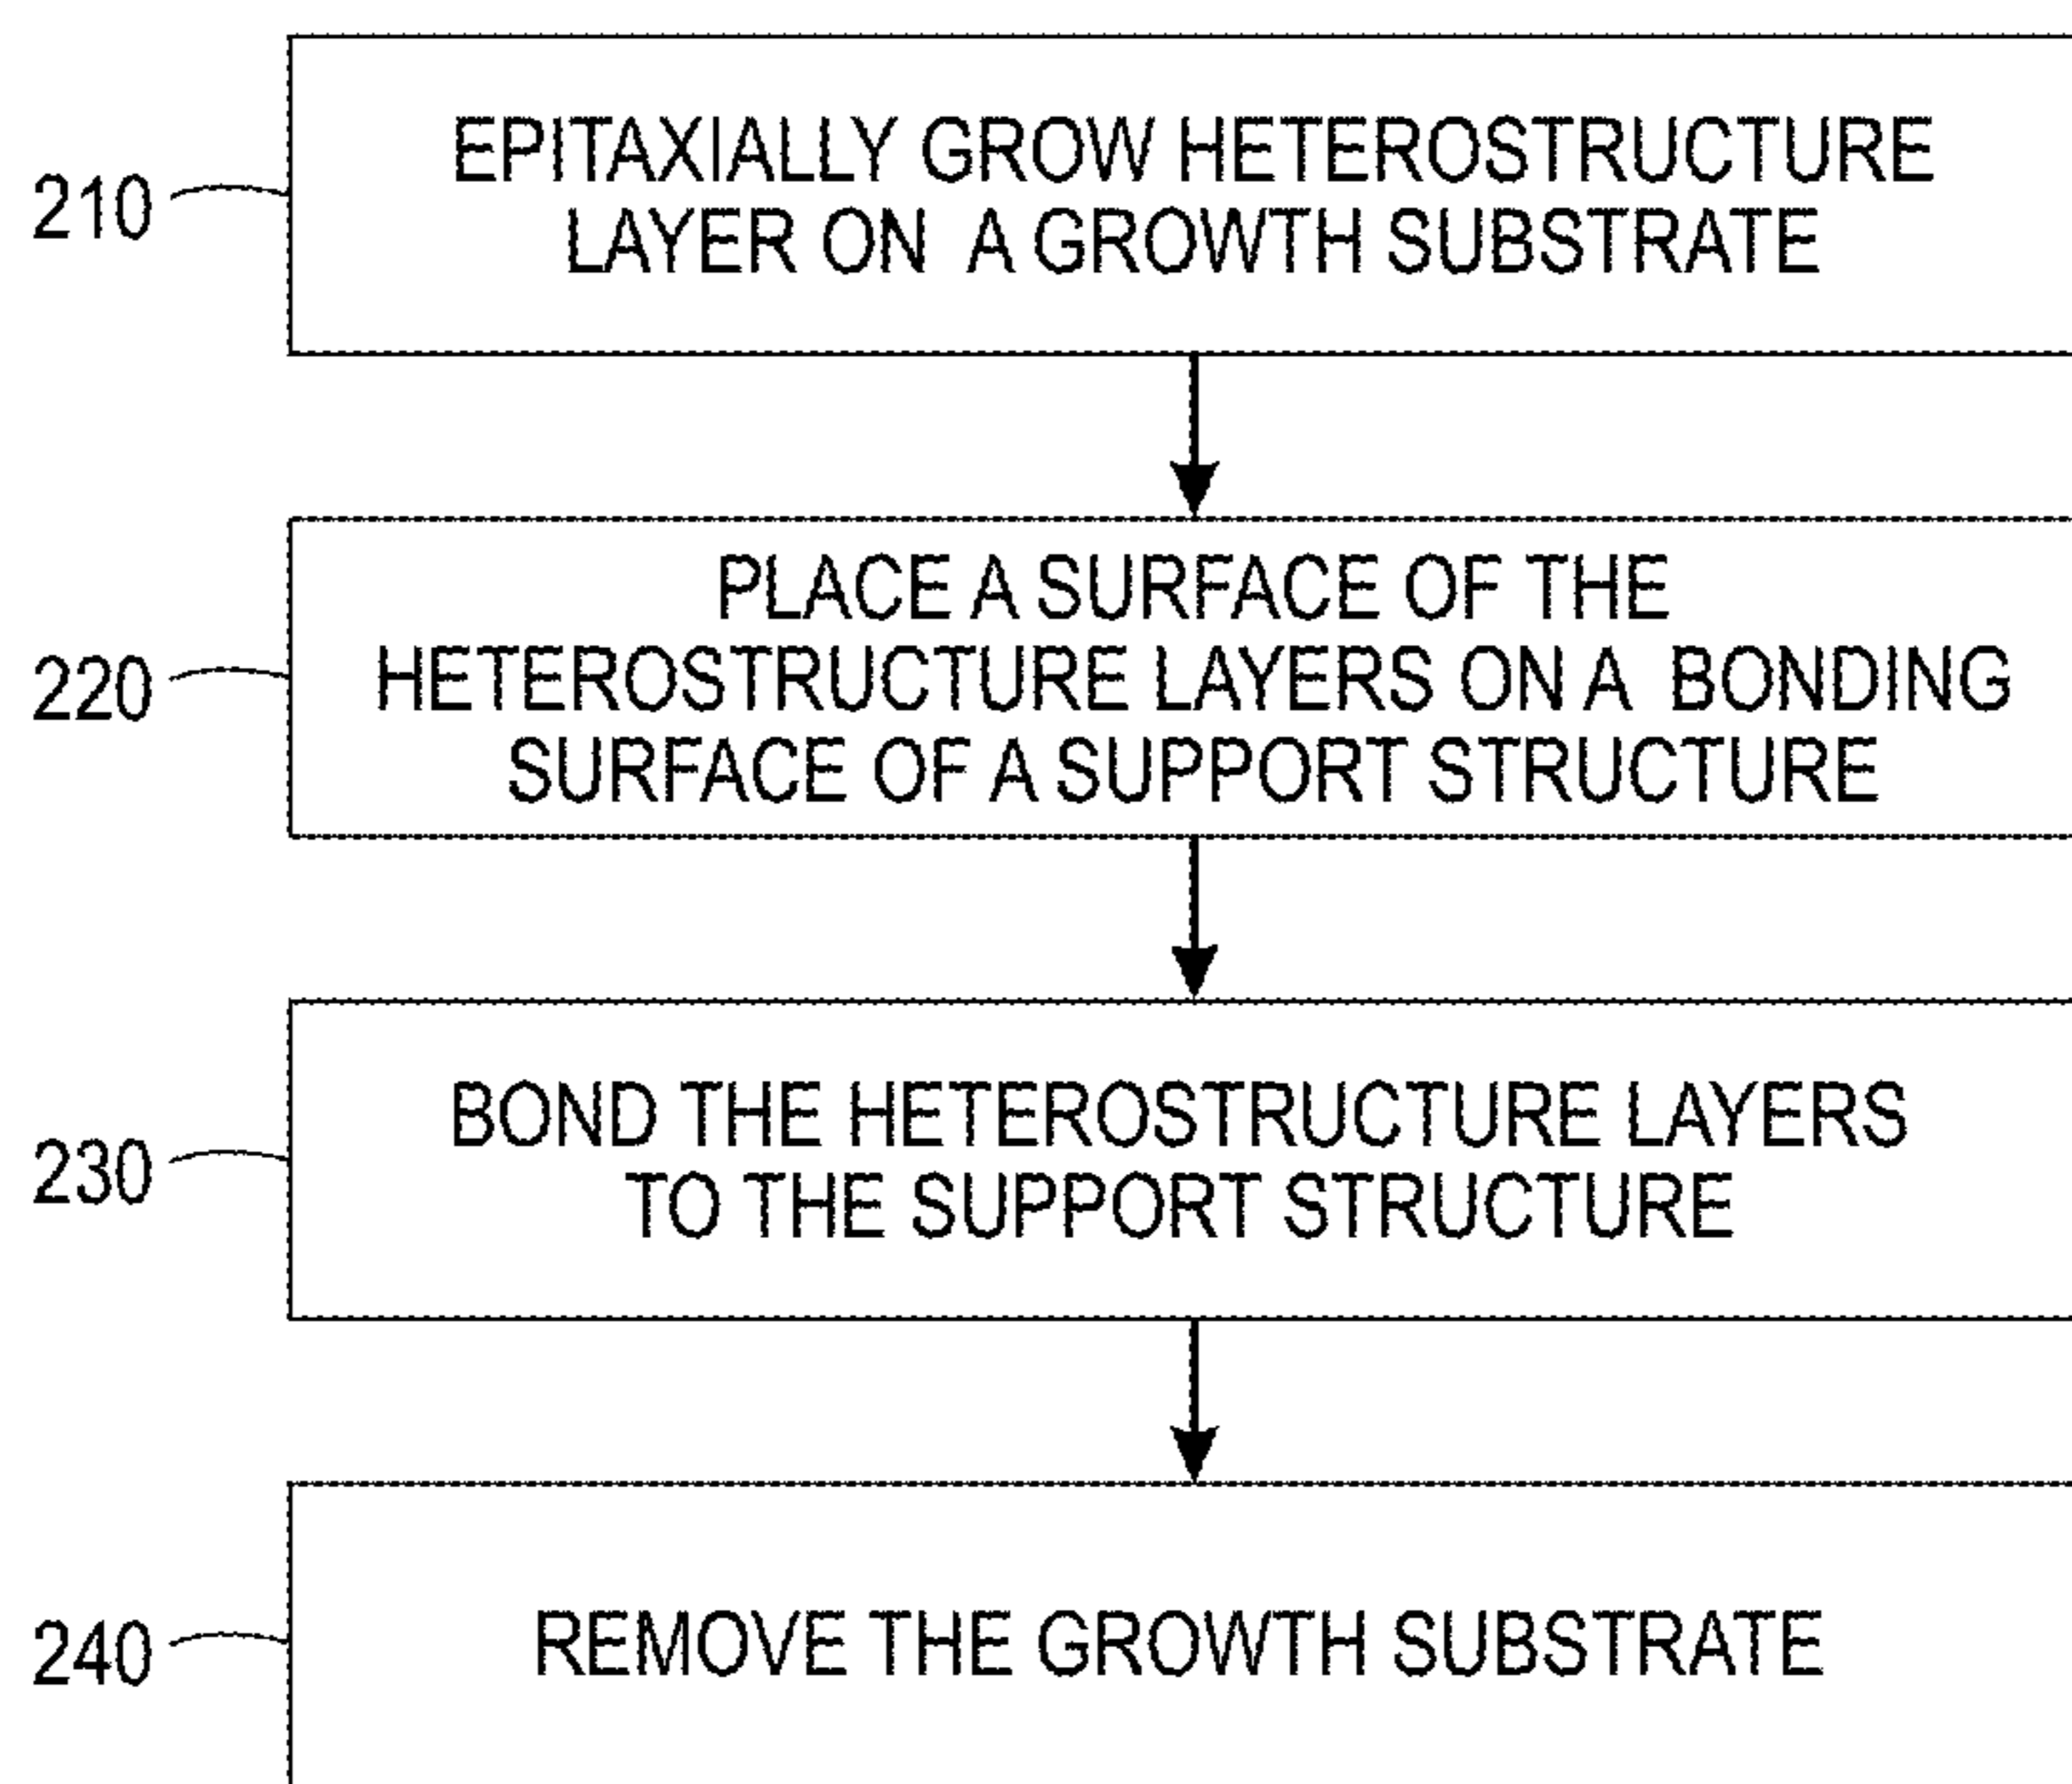 210
EPITAXIALLY GROW HETEROSTRUCTURE
LAYER ON A GROWTH SUBSTRATE
220
PLACE A SURFACE OF THE
HETEROSTRUCTURE LAYERS ON A BONDING
SURFACE OF A SUPPORT STRUCTURE
230
BOND THE HETEROSTRUCTURE LAYERS
TO THE SUPPORT STRUCTURE
240
REMOVE THE GROWTH SUBSTRATE